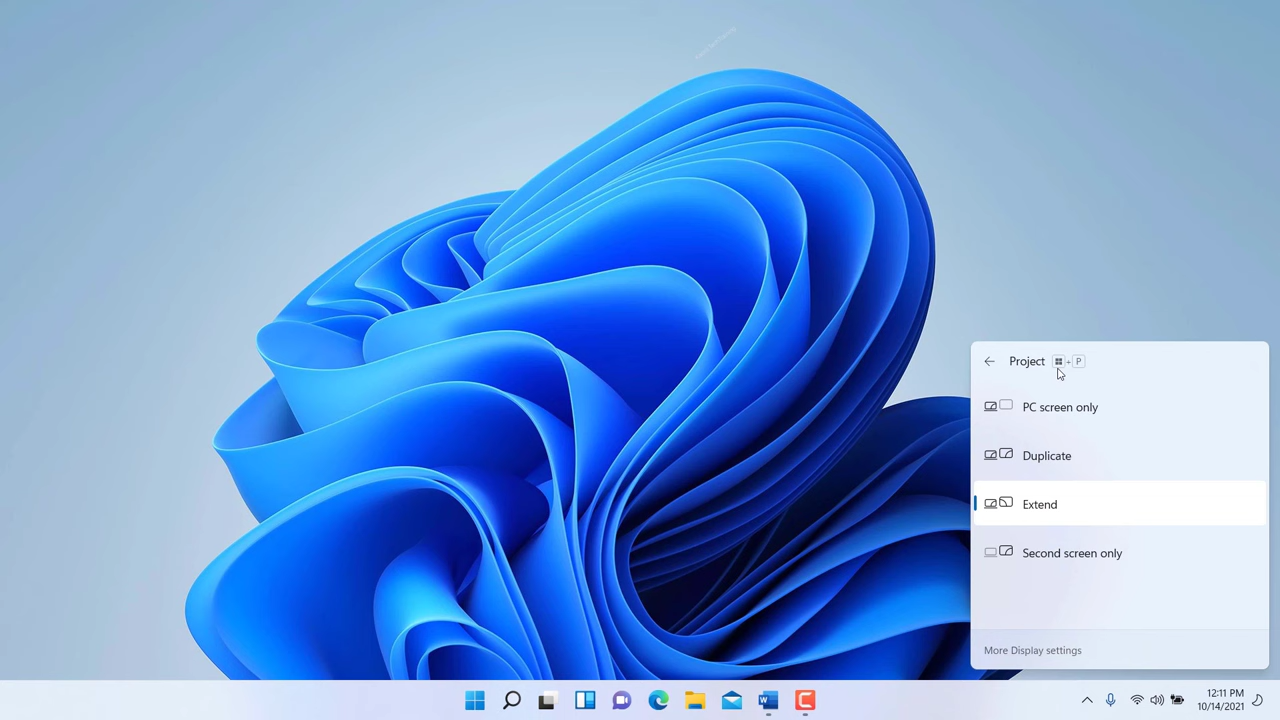 Project + P
PC screen only
Duplicate
Extend
Second screen only
More Display settings
12:11 PM
10/14/2021